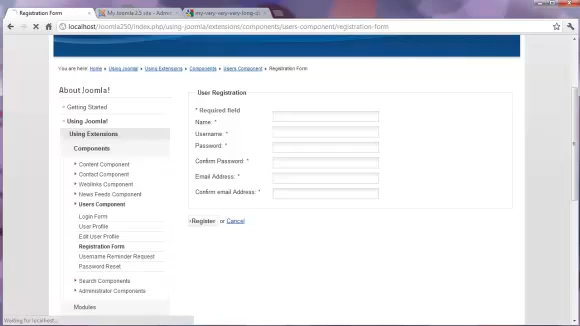 Registration Form
My Joomla 2.5 site - Admi
my-very-very-very-long-c
localhost/joomla250/index.php/using-joomla/extensions/components/users-component/registration-form
You are here: Home Using Joomla! Using Extensions Components Users Component Registration Form
About Joomla!
Getting Started
Using Joomla!
Using Extensions
Components
Content Component
Contact Component
Weblinks Component
News Feeds Component
Users Component
Login Form
User Profile
Edit User Profile
Registration Form
Username Reminder Request
Password Reset
Search Components
Administrator Components
Modules
User Registration
* Required field
Name: *
Username: *
Password: *
Confirm Password: *
Email Address: *
Confirm email Address: *
Register or Cancel
Waiting for localhost...